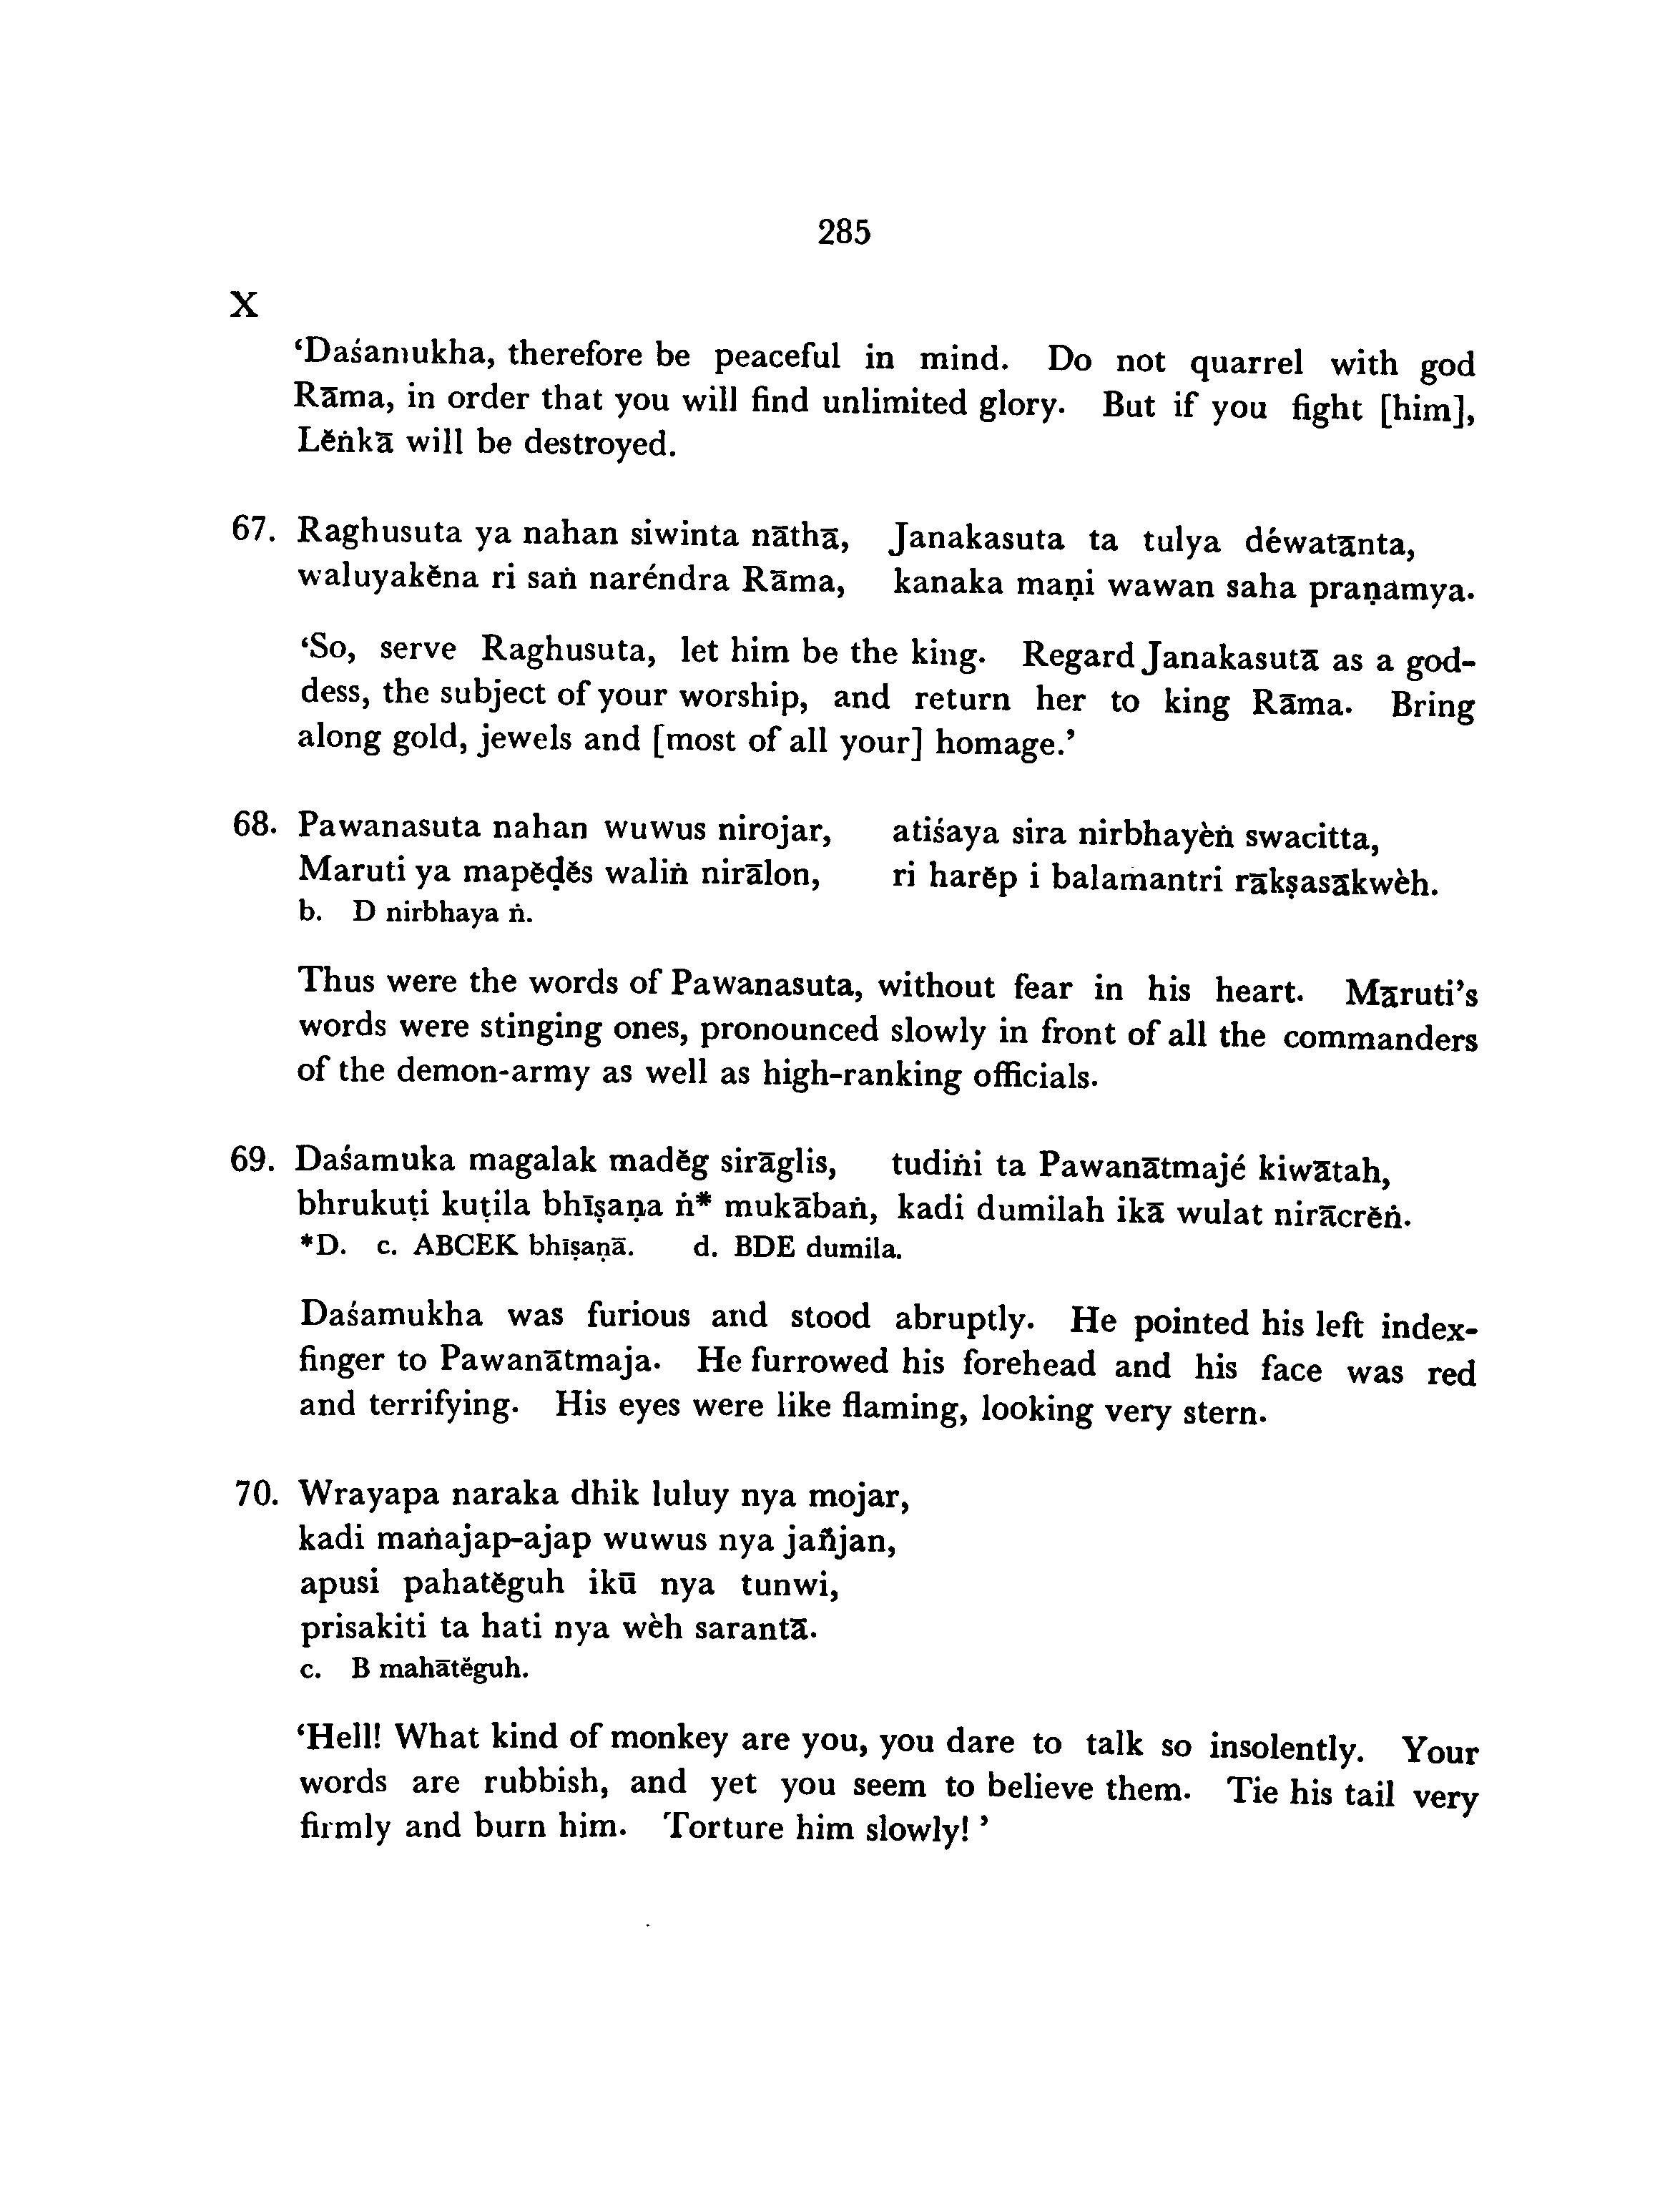 285
X
‘Daśamukha, therefore be peaceful in mind. Do not quarrel with god
Rāma, in order that you will find unlimited glory. But if you fight [him],
Lĕṅkā will be destroyed.
67. Raghusuta ya nahan siwinta nāthā, Janakasuta ta tulya déwatānta,
waluyakĕna ri saṅ naréndra Rāma, kanaka maṇi wawan saha praṇamya.
‘So, serve Raghusuta, let him be the king. Regard Janakasutā as a god-
dess, the subject of your worship, and return her to king Rāma. Bring
along gold, jewels and [most of all your] homage.’
68. Pawanasuta nahan wuwus nirojar, atiśaya sira nirbhayèṅ swacitta,
Maruti ya mapĕḍĕs waliṅ nirālon, ri harĕp i balamantri rākṣasākwèh.
b. D nirbhaya ṅ.
Thus were the words of Pawanasuta, without fear in his heart. Māruti’s
words were stinging ones, pronounced slowly in front of all the commanders
of the demon-army as well as high-ranking officials.
69. Daśamuka magalak madĕg sirāglis, tudiṅi ta Pawanātmajé kiwātah,
bhrukuṭi kuṭila bhīṣaṇa ṅ* mukābaṅ, kadi dumilah ikā wulat nirācrĕṅ.
*D. c. ABCEK bhīṣaṇā. d. BDE dumila.
Daśamukha was furious and stood abruptly. He pointed his left index-
finger to Pawanātmaja. He furrowed his forehead and his face was red
and terrifying. His eyes were like flaming, looking very stern.
70. Wrayapa naraka dhik luluy nya mojar,
kadi maṅajap-ajap wuwus nya jañjan,
apusi pahatĕguh ikū nya tunwi,
prisakiti ta hati nya wèh sarantā.
c. B mahātĕguh.
‘Hell! What kind of monkey are you, you dare to talk so insolently. Your
words are rubbish, and yet you seem to believe them. Tie his tail very
firmly and burn him. Torture him slowly! ’